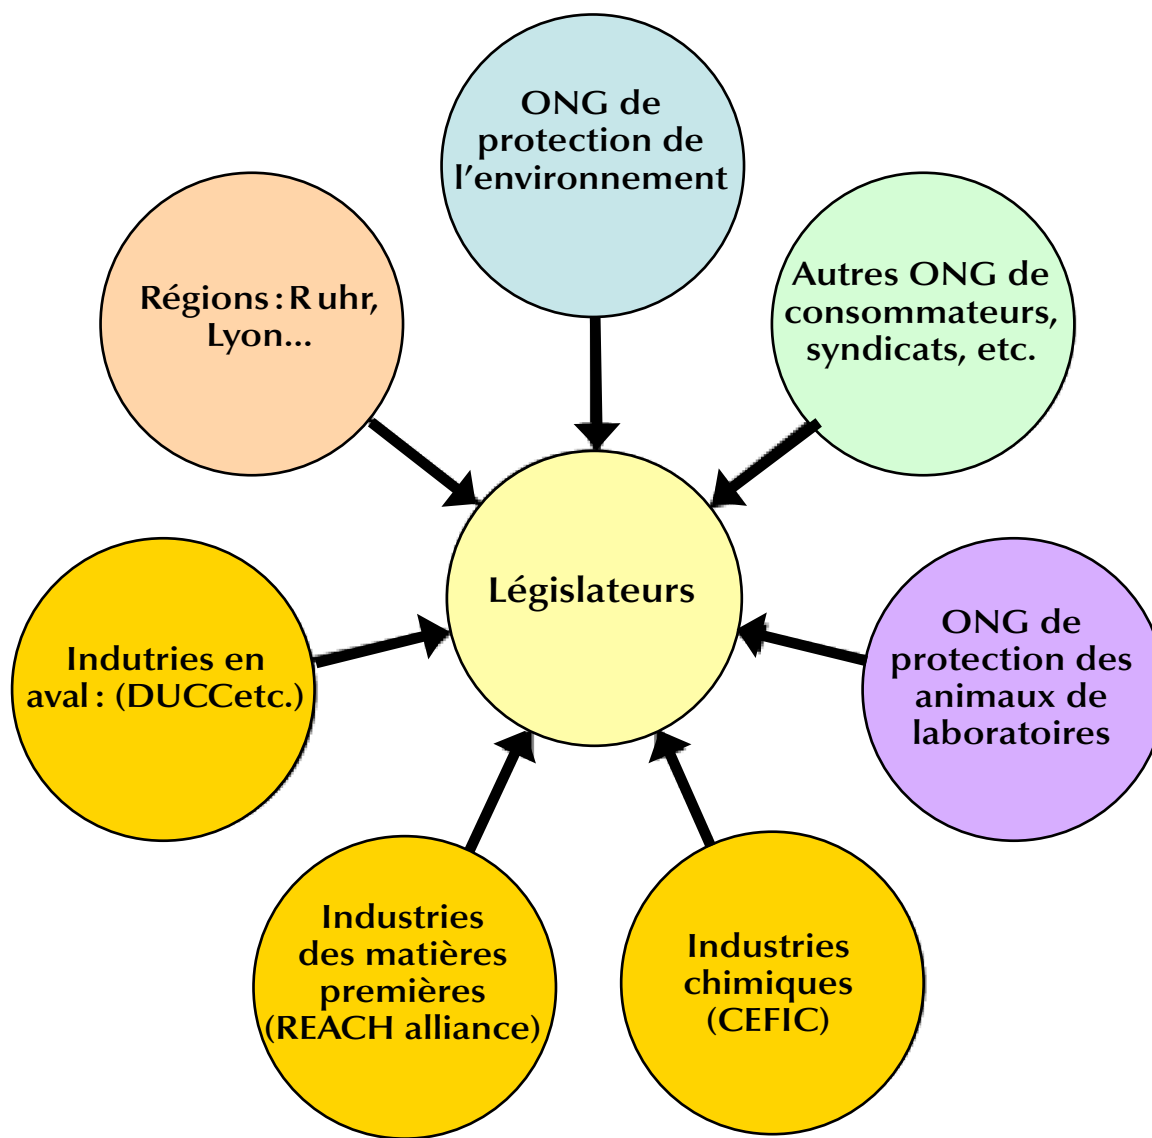 ONG de
protection de
l’environnement
Régions : Ruhr,
Lyon...
Autres ONG de
consommateurs,
syndicats, etc.
Législateurs
Indutries en
aval : (DUCCetc.)
ONG de
protection des
animaux de
laboratoires
Industries
des matières
premières
(REACH alliance)
Industries
chimiques
(CEFIC)